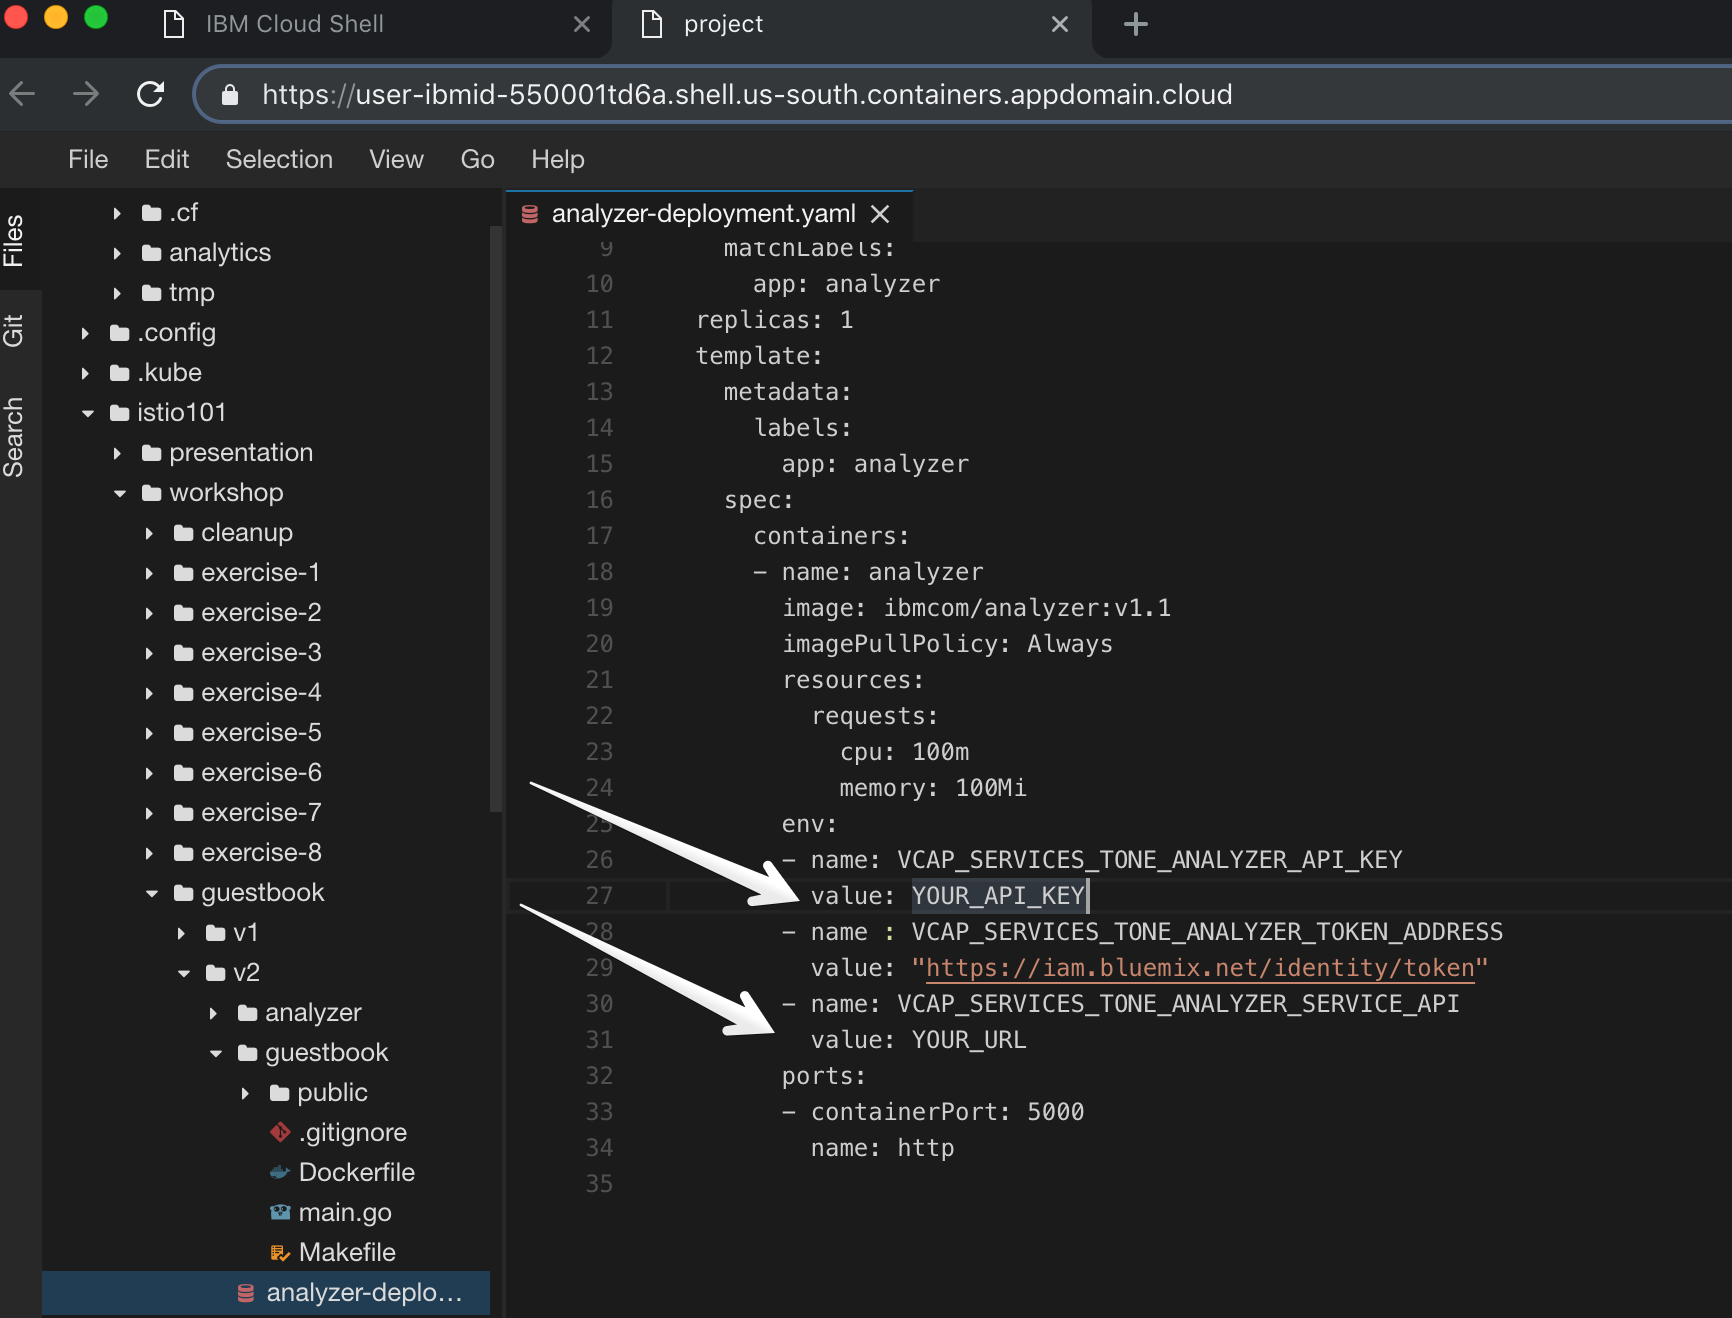 IBM Cloud Shell
project
https://user-ibmid-550001td6a.shell.us-south.containers.appdomain.cloud
File Edit Selection View Go Help
Files
Git
Search
.cf
analytics
tmp
.config
.kube
istio101
presentation
workshop
cleanup
exercise-1
exercise-2
exercise-3
exercise-4
exercise-5
exercise-6
exercise-7
exercise-8
guestbook
v1
v2
analyzer
guestbook
public
.gitignore
Dockerfile
main.go
Makefile
analyzer-deplo...
analyzer-deployment.yaml
9 matchLabels:
10 app: analyzer
11 replicas: 1
12 template:
13 metadata:
14 labels:
15 app: analyzer
16 spec:
17 containers:
18 - name: analyzer
19 image: ibmcom/analyzer:v1.1
20 imagePullPolicy: Always
21 resources:
22 requests:
23 cpu: 100m
24 memory: 100Mi
25 env:
26 - name: VCAP_SERVICES_TONE_ANALYZER_API_KEY
27 value: YOUR_API_KEY
28 - name : VCAP_SERVICES_TONE_ANALYZER_TOKEN_ADDRESS
29 value: "https://iam.bluemix.net/identity/token"
30 - name: VCAP_SERVICES_TONE_ANALYZER_SERVICE_API
31 value: YOUR_URL
32 ports:
33 - containerPort: 5000
34 name: http
35